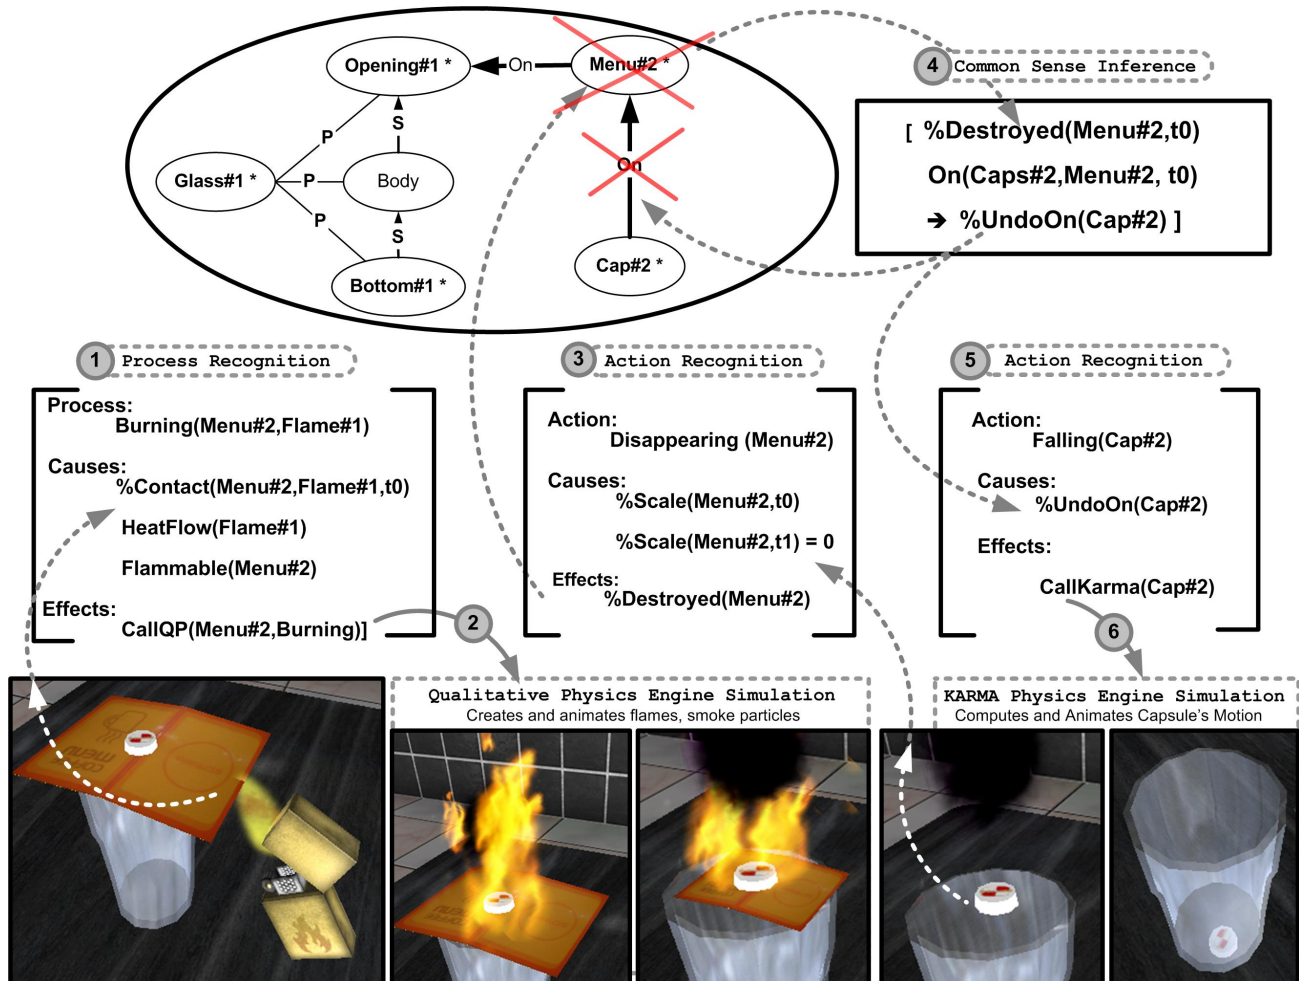 Opening#1 *
On
Menu#2 *
S
P
On
Glass#1 *
P
Body
P
S
Bottom#1 *
Cap#2 *
4 Common Sense Inference
[ %Destroyed(Menu#2,t0)
On(Caps#2,Menu#2, t0)
➔ %UndoOn(Cap#2) ]
1 Process Recognition
Process:
Burning(Menu#2,Flame#1)
Causes:
%Contact(Menu#2,Flame#1,t0)
HeatFlow(Flame#1)
Flammable(Menu#2)
Effects:
CallQP(Menu#2,Burning)]
2
3 Action Recognition
Action:
Disappearing (Menu#2)
Causes:
%Scale(Menu#2,t0)
%Scale(Menu#2,t1) = 0
Effects:
%Destroyed(Menu#2)
5 Action Recognition
Action:
Falling(Cap#2)
Causes:
%UndoOn(Cap#2)
Effects:
CallKarma(Cap#2)
6
Qualitative Physics Engine Simulation
Creates and animates flames, smoke particles
KARMA Physics Engine Simulation
Computes and Animates Capsule's Motion
MENU
MENU